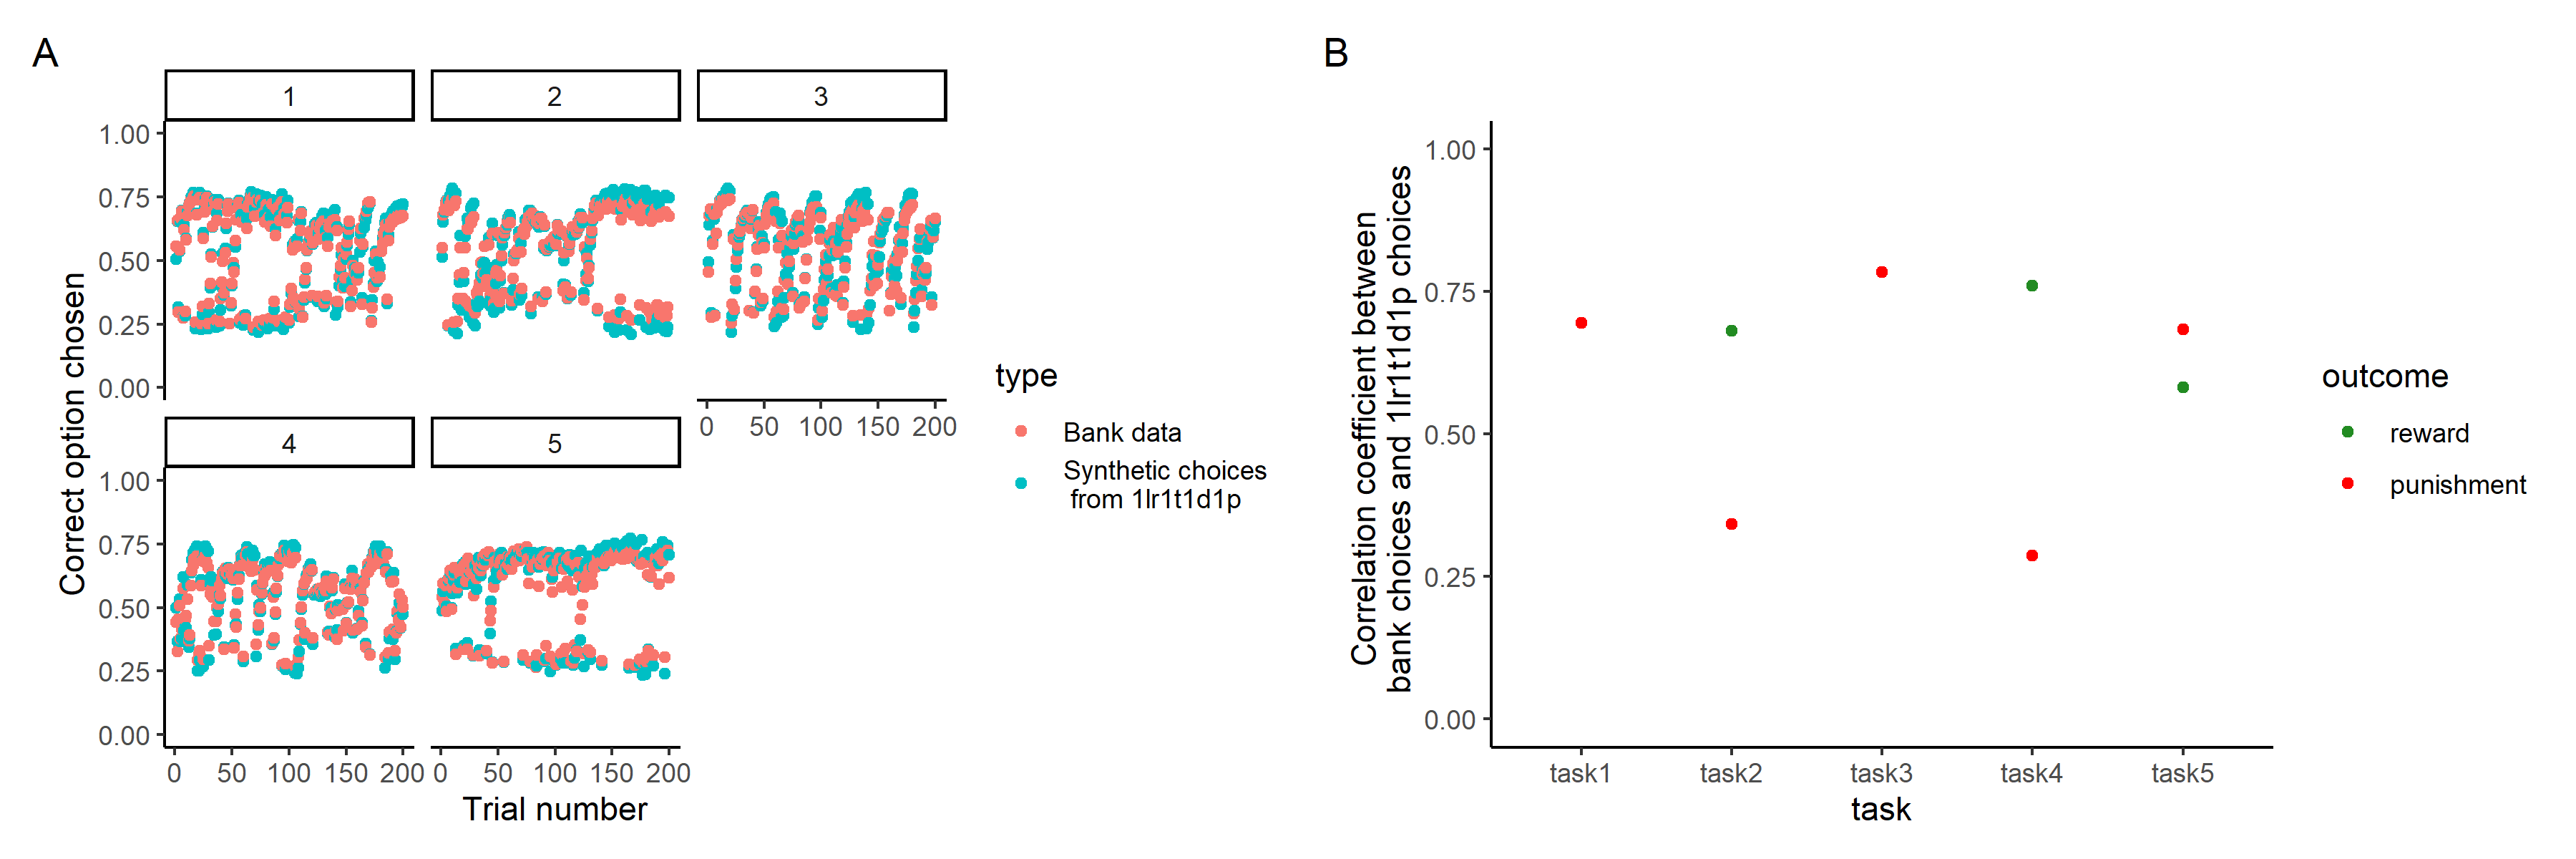 A
1
2
3
1.00
0.75
0.50
0.25
0.00
0 50 100 150 200
4
5
1.00
0.75
0.50
0.25
0.00
0 50 100 150 200
0 50 100 150 200
Correct option chosen
Trial number
type
Bank data
Synthetic choices
from 1lr1t1d1p
B
1.00
0.75
0.50
0.25
0.00
Correlation coefficient between
bank choices and 1lr1t1d1p choices
task1
task2
task3
task4
task5
task
outcome
reward
punishment